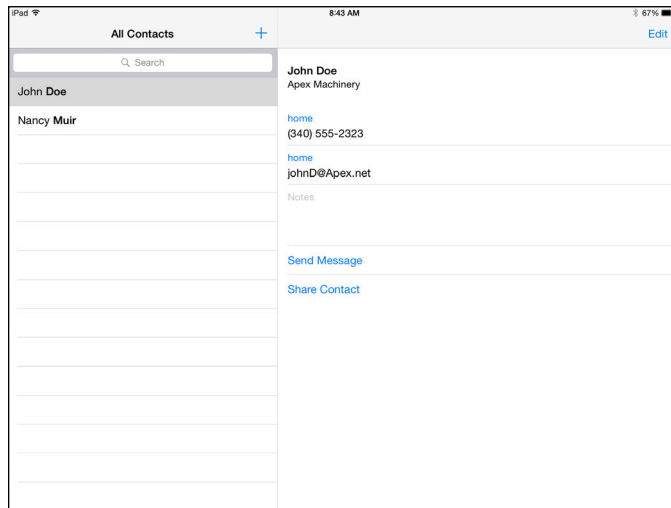 iPad 8:43 AM 67%
All Contacts + Edit
Search
John Doe
Nancy Muir
John Doe
Apex Machinery
home
(340) 555-2323
home
johnD@Apex.net
Notes
Send Message
Share Contact